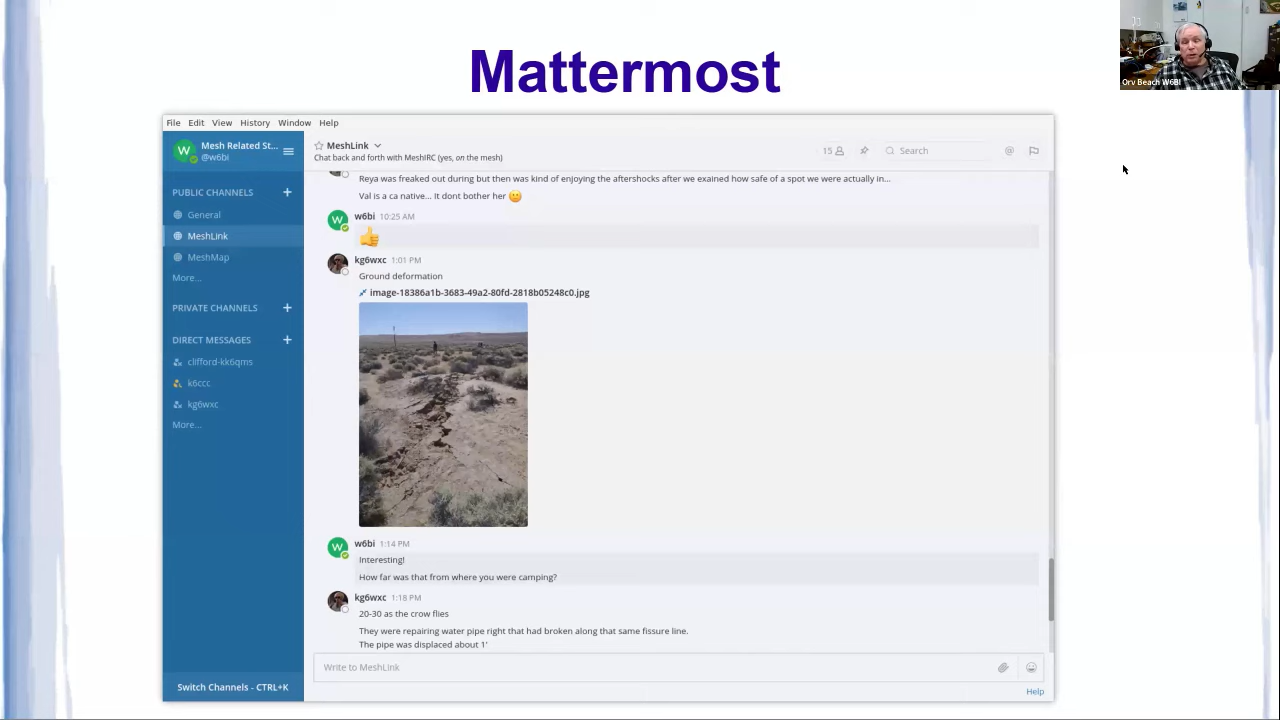 Mattermost
Orv Beach W6BI
File Edit View History Window Help
W Mesh Related St...
@w6bi
MeshLink
Chat back and forth with MeshIRC (yes, on the mesh)
15
Search
@
PUBLIC CHANNELS +
General
MeshLink
MeshMap
More...
PRIVATE CHANNELS +
DIRECT MESSAGES +
clifford-kk6qms
k6ccc
kg6wxc
More...
Switch Channels - CTRL+K
Reya was freaked out during but then was kind of enjoying the aftershocks after we exained how safe of a spot we were actually in...
Val is a ca native... It dont bother her
W w6bi 10:25 AM
kg6wxc 1:01 PM
Ground deformation
image-18386a1b-3683-49a2-80fd-2818b05248c0.jpg
W w6bi 1:14 PM
Interesting!
How far was that from where you were camping?
kg6wxc 1:18 PM
20-30 as the crow flies
They were repairing water pipe right that had broken along that same fissure line.
The pipe was displaced about 1'
Write to MeshLink
Help